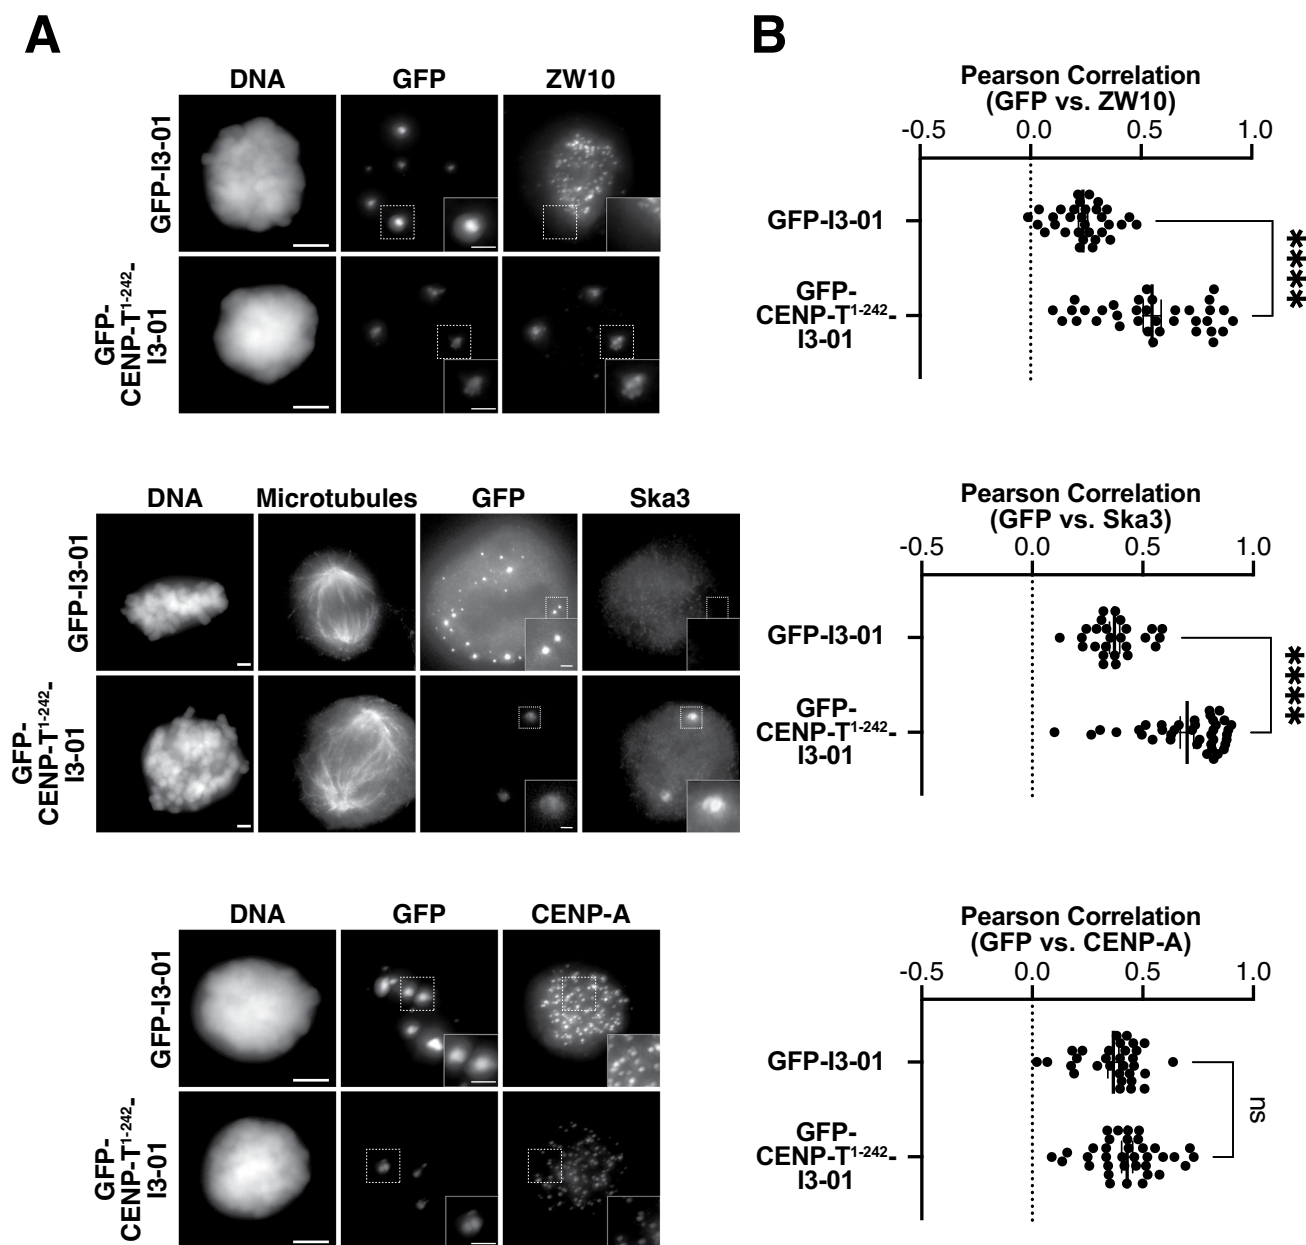 A
DNA
GFP
ZW10
GFP-I3-01
GFP-
CENP-T1-242-
I3-01
DNA
Microtubules
GFP
Ska3
GFP-I3-01
GFP-
CENP-T1-242-
I3-01
DNA
GFP
CENP-A
GFP-I3-01
GFP-
CENP-T1-242-
I3-01
B
Pearson Correlation
(GFP vs. ZW10)
-0.5 0.0 0.5 1.0
GFP-I3-01
GFP-
CENP-T1-242-
I3-01
****
Pearson Correlation
(GFP vs. Ska3)
-0.5 0.0 0.5 1.0
GFP-I3-01
GFP-
CENP-T1-242-
I3-01
****
Pearson Correlation
(GFP vs. CENP-A)
-0.5 0.0 0.5 1.0
GFP-I3-01
GFP-
CENP-T1-242-
I3-01
ns